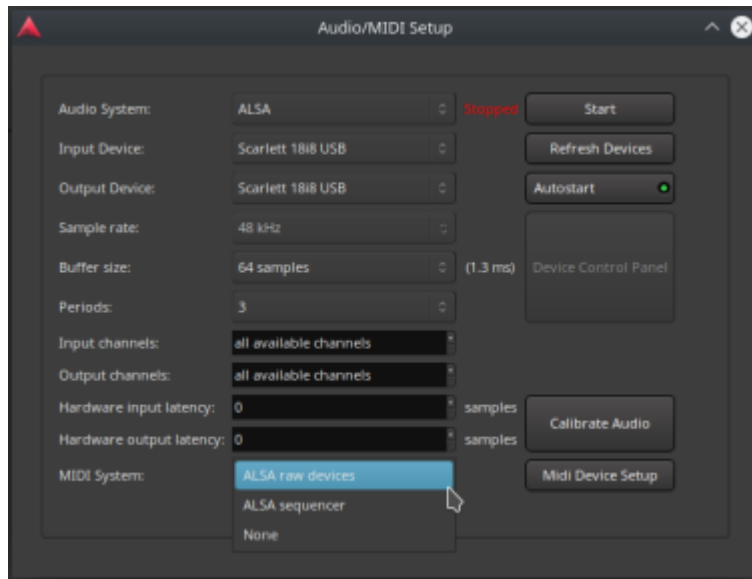 Audio/MIDI Setup
Audio System: ALSA Stopped Start
Input Device: Scarlett 18i8 USB Refresh Devices
Output Device: Scarlett 18i8 USB Autostart
Sample rate: 48 kHz
Buffer size: 64 samples (1.3 ms) Device Control Panel
Periods: 3
Input channels: all available channels
Output channels: all available channels
Hardware input latency: 0 samples
Calibrate Audio
Hardware output latency: 0 samples
MIDI System: ALSA raw devices Midi Device Setup
ALSA sequencer
None